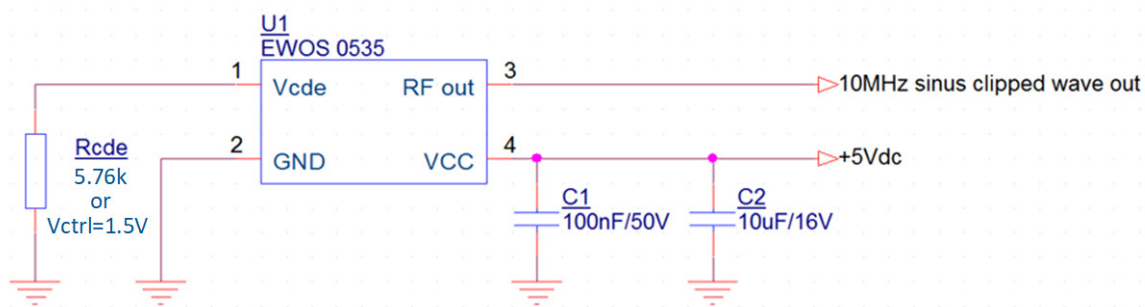 U1
EWOS 0535
1
Vcde
RF out
3
10MHz sinus clipped wave out
2
GND
VCC
4
+5Vdc
Rcde
5.76k
or
Vctrl=1.5V
C1
100nF/50V
C2
10uF/16V